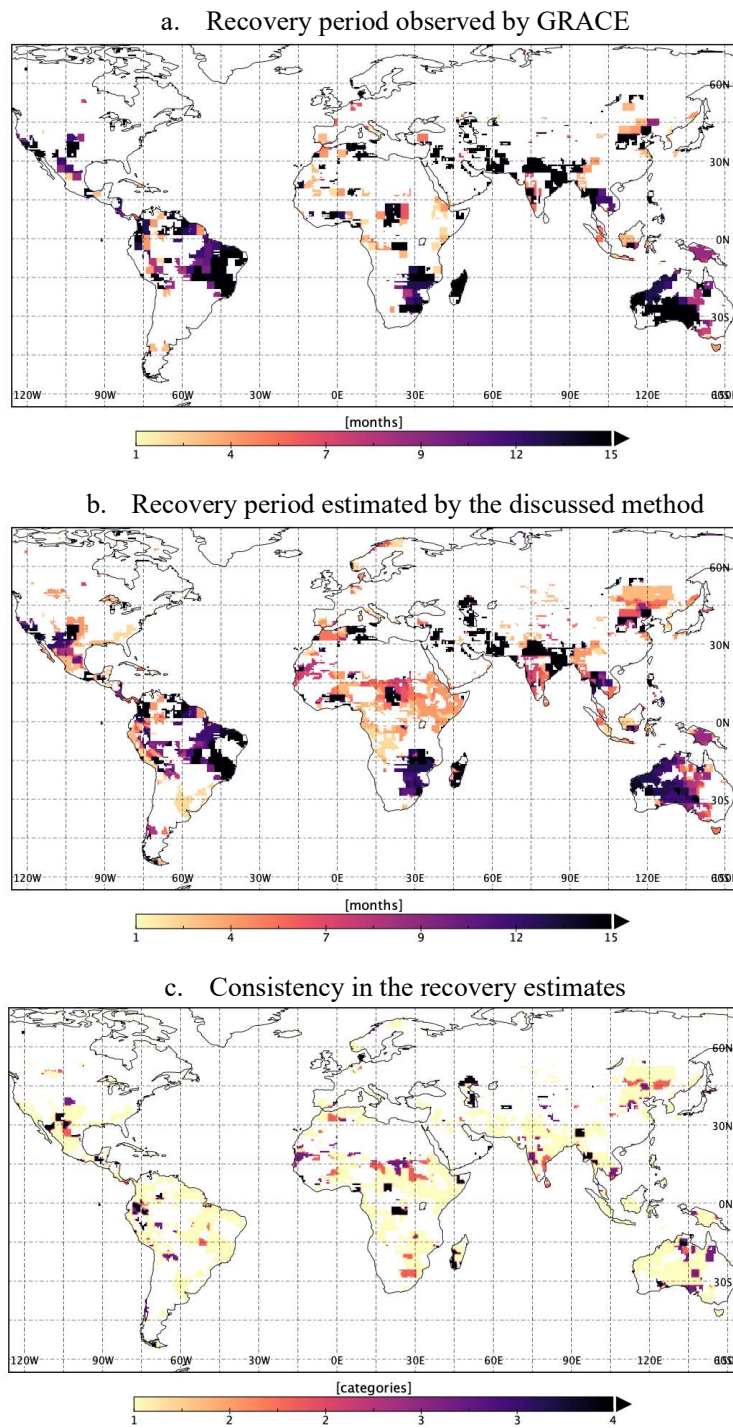 a. Recovery period observed by GRACE
60N
30N
0N
30S
120W 90W 60W 30W 0E 30E 60E 90E 120E
[months]
1 4 7 9 12 15
b. Recovery period estimated by the discussed method
60N
30N
0N
30S
120W 90W 60W 30W 0E 30E 60E 90E 120E
[months]
1 4 7 9 12 15
c. Consistency in the recovery estimates
60N
30N
0N
30S
120W 90W 60W 30W 0E 30E 60E 90E 120E
[categories]
1 2 2 3 3 4